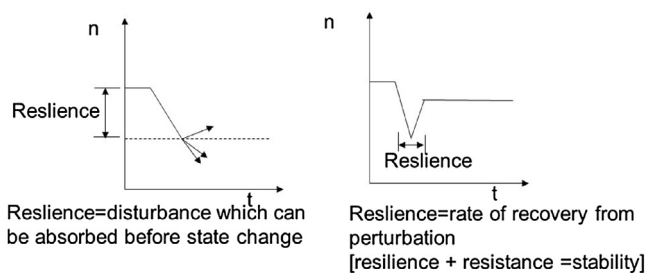 n
Reslience
t
Reslience=disturbance which can
be absorbed before state change
n
Reslience
t
Reslience=rate of recovery from
perturbation
[resilience + resistance =stability]